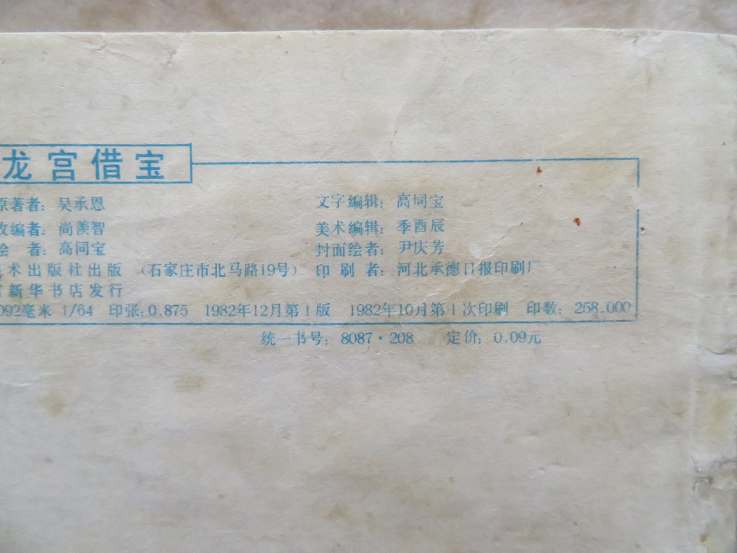 龙宫借宝
原著者：吴承恩 文字编辑：高同宝
改编者：尚羡智 美术编辑：季酉辰
绘 者：高同宝 封面绘者：尹庆芳
美术出版社出版 （石家庄市北马路19号） 印 刷 者：河北承德日报印刷厂
新华书店发行
092毫米 1/64 印张：0.875 1982年12月第1版 1982年10月第1次印刷 印数：258.000
统一书号：8087·208 定价：0.09元